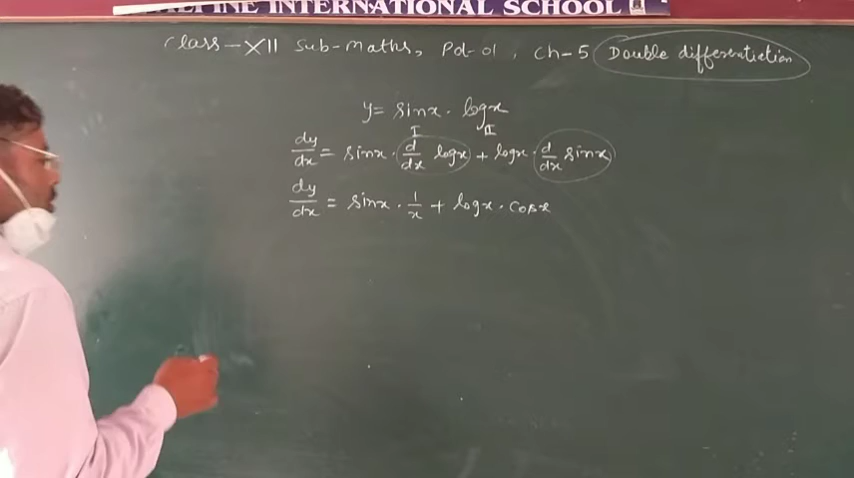 INTERNATIONAL SCHOOL
Class-XII Sub-Maths, Pd-01, Ch-5 Double differentiation
y= sinx . logx
I II
dy/dx = sinx . d/dx logx + logx . d/dx sinx
dy/dx = sinx . 1/x + logx . cosx